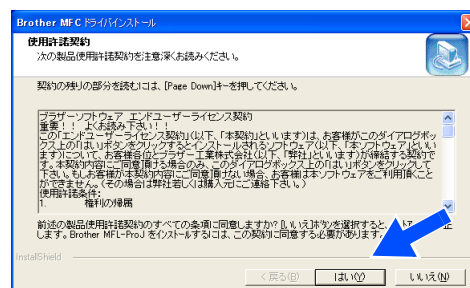 Brother MFC ドライバインストール
使用許諾契約
次の製品使用許諾契約を注意深くお読みください。
契約の残りの部分を読むには、[Page Down]キーを押してください。
ブラザーソフトウェア エンドユーザーライセンス契約
重要！！ よくお読み下さい！！
この「エンドユーザーライセンス契約」(以下、「本契約」といいます)は、お客様がこのダイアログボッ
クス上の「はい」ボタンをクリックするとインストールされるソフトウェア(以下、「本ソフトウェア」といい
ます)について、お客様各位とブラザー工業株式会社(以下、「弊社」といいます)が締結する契約で
す。本契約内容にご同意頂ける場合のみ、このダイアログボックス上の「はい」ボタンをクリックして
下さい。もしお客様が本契約内容にご同意頂けない場合、お客様は本ソフトウェアをご利用頂くこと
ができません。(その場合は弊社若しくは購入元にご連絡下さい。)
使用許諾条件:
1. 権利の帰属
前述の製品使用許諾契約のすべての条項に同意しますか? [いいえ]ボタンを選択すると、
します。Brother MFL-Pro
をインストールするには、この契約に同意する必要があります。
InstallShield
< 戻る(B)
はい(Y)
いいえ(N)